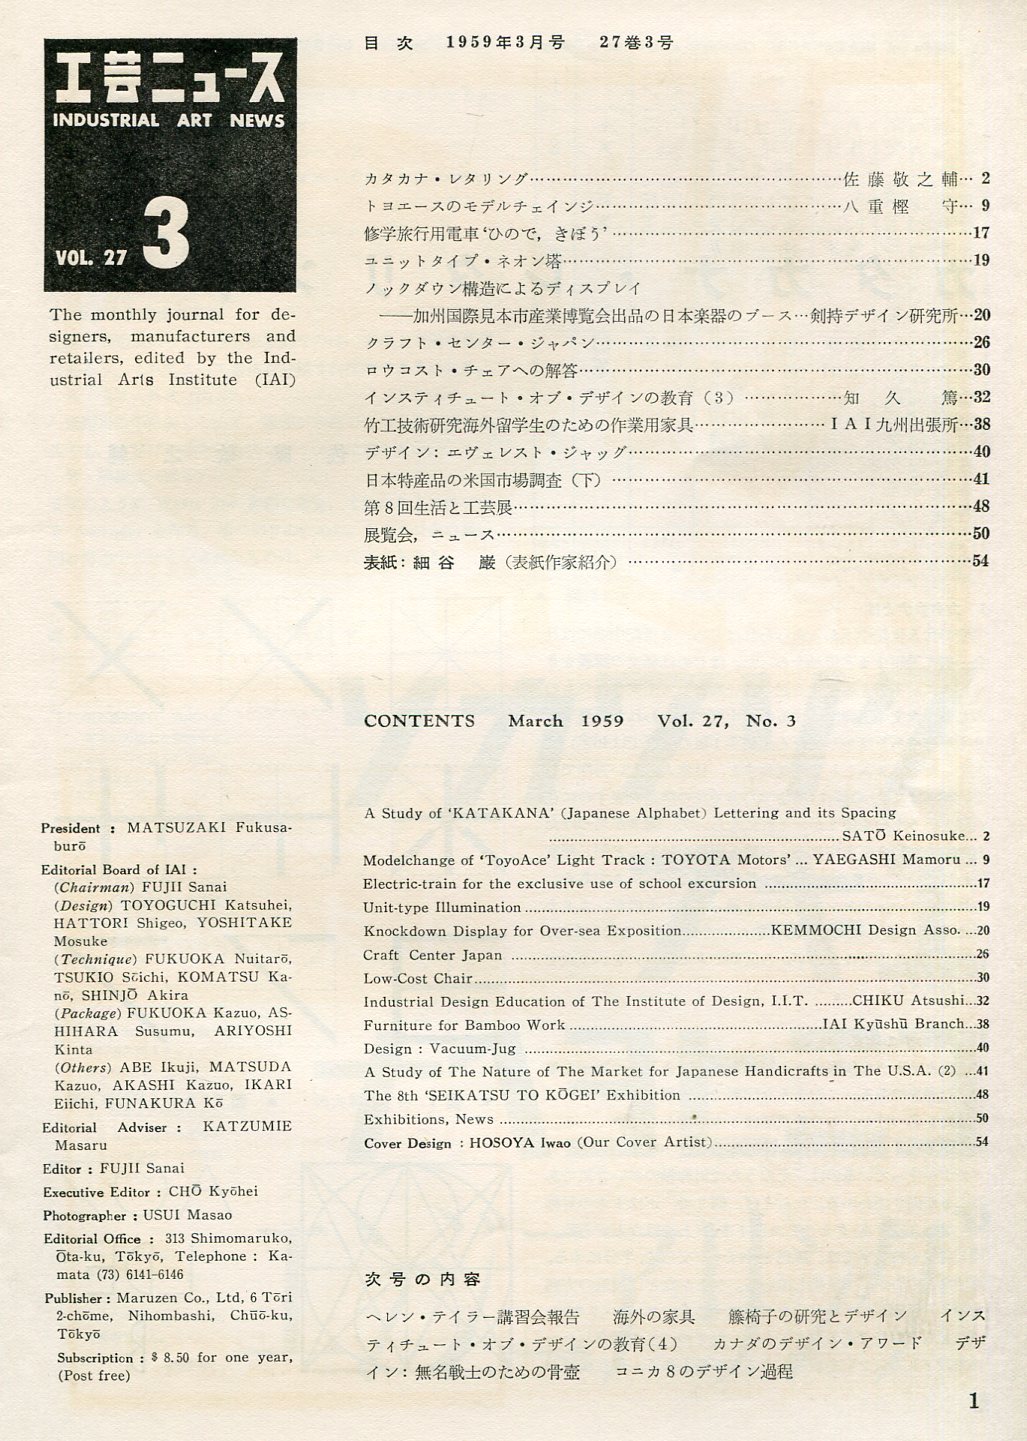 工芸ニュース
INDUSTRIAL ART NEWS
VOL. 27 3
The monthly journal for de-
signers, manufacturers and
retailers, edited by the Ind-
ustrial Arts Institute (IAI)
目 次 1959年3月号 27巻3号
カタカナ・レタリング……佐藤敬之輔… 2
トヨエースのモデルチェインジ……八重樫 守… 9
修学旅行用電車‘ひので，きぼう’……17
ユニットタイプ・ネオン塔……19
ノックダウン構造によるディスプレイ
——加州国際見本市産業博覧会出品の日本楽器のブース…剣持デザイン研究所…20
クラフト・センター・ジャパン……26
ロウコスト・チェアへの解答……30
インスティチュート・オブ・デザインの教育（3）……知 久 篤…32
竹工技術研究海外留学生のための作業用家具……ＩＡＩ九州出張所…38
デザイン：エヴェレスト・ジャッグ……40
日本特産品の米国市場調査（下）……41
第8回生活と工芸展……48
展覧会，ニュース……50
表紙：細谷 巌（表紙作家紹介）……54
CONTENTS March 1959 Vol. 27, No. 3
A Study of ‘KATAKANA’ (Japanese Alphabet) Lettering and its Spacing
......SATŌ Keinosuke... 2
Modelchange of ‘ToyoAce’ Light Track : TOYOTA Motors’ ... YAEGASHI Mamoru ... 9
Electric-train for the exclusive use of school excursion ......17
Unit-type Illumination......19
Knockdown Display for Over-sea Exposition......KEMMOCHI Design Asso. ...20
Craft Center Japan ......26
Low-Cost Chair......30
Industrial Design Education of The Institute of Design, I.I.T. ......CHIKU Atsushi...32
Furniture for Bamboo Work......IAI Kyūshū Branch...38
Design : Vacuum-Jug ......40
A Study of The Nature of The Market for Japanese Handicrafts in The U.S.A. (2) ...41
The 8th ‘SEIKATSU TO KŌGEI’ Exhibition ......48
Exhibitions, News ......50
Cover Design : HOSOYA Iwao (Our Cover Artist)......54
President : MATSUZAKI Fukusa-
burō
Editorial Board of IAI :
(Chairman) FUJII Sanai
(Design) TOYOGUCHI Katsuhei,
HATTORI Shigeo, YOSHITAKE
Mosuke
(Technique) FUKUOKA Nuitarō,
TSUKIO Sōichi, KOMATSU Ka-
nō, SHINJŌ Akira
(Package) FUKUOKA Kazuo, AS-
HIHARA Susumu, ARIYOSHI
Kinta
(Others) ABE Ikuji, MATSUDA
Kazuo, AKASHI Kazuo, IKARI
Eiichi, FUNAKURA Kō
Editorial Adviser : KATZUMIE
Masaru
Editor : FUJII Sanai
Executive Editor : CHŌ Kyōhei
Photographer : USUI Masao
Editorial Office : 313 Shimomaruko,
Ōta-ku, Tōkyō, Telephone : Ka-
mata (73) 6141-6146
Publisher : Maruzen Co., Ltd, 6 Tōri
2-chōme, Nihombashi, Chūō-ku,
Tōkyō
Subscription : $ 8.50 for one year,
(Post free)
次号の内容
ヘレン・テイラー講習会報告 海外の家具 籐椅子の研究とデザイン インス
ティチュート・オブ・デザインの教育（4） カナダのデザイン・アワード デザ
イン：無名戦士のための骨壺 コニカ8のデザイン過程
1